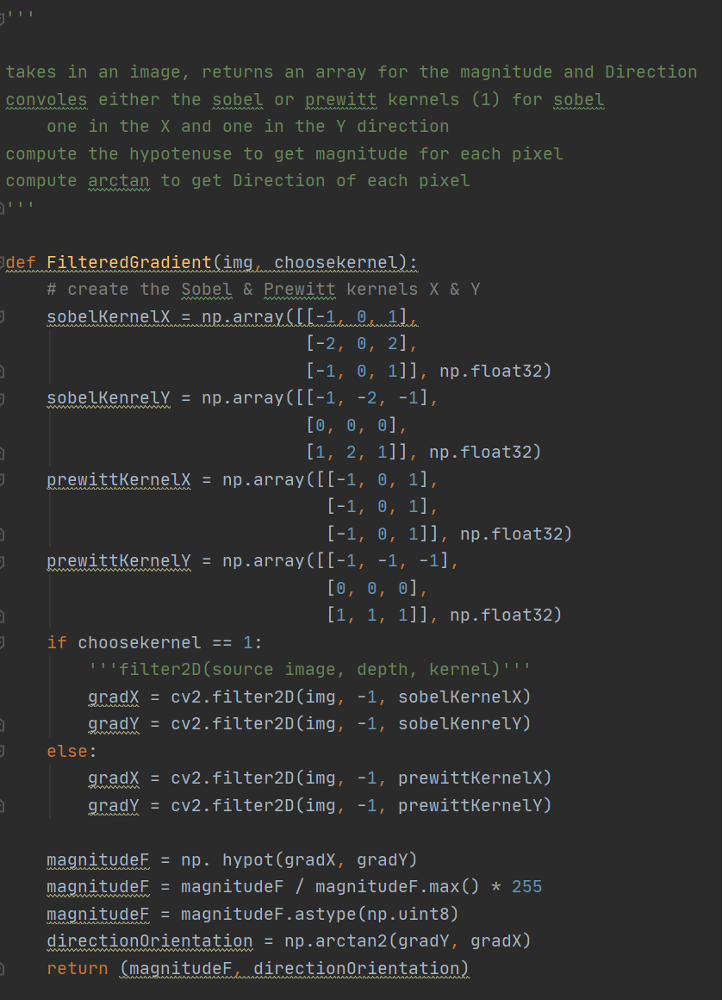 '''
takes in an image, returns an array for the magnitude and Direction
convoles either the sobel or prewitt kernels (1) for sobel
    one in the X and one in the Y direction
compute the hypotenuse to get magnitude for each pixel
compute arctan to get Direction of each pixel
'''
def FilteredGradient(img, choosekernel):
    # create the Sobel & Prewitt kernels X & Y
    sobelKernelX = np.array([[-1, 0, 1],
                             [-2, 0, 2],
                             [-1, 0, 1]], np.float32)
    sobelKenrelY = np.array([[-1, -2, -1],
                             [0, 0, 0],
                             [1, 2, 1]], np.float32)
    prewittKernelX = np.array([[-1, 0, 1],
                               [-1, 0, 1],
                               [-1, 0, 1]], np.float32)
    prewittKernelY = np.array([[-1, -1, -1],
                               [0, 0, 0],
                               [1, 1, 1]], np.float32)
    if choosekernel == 1:
        '''filter2D(source image, depth, kernel)'''
        gradX = cv2.filter2D(img, -1, sobelKernelX)
        gradY = cv2.filter2D(img, -1, sobelKenrelY)
    else:
        gradX = cv2.filter2D(img, -1, prewittKernelX)
        gradY = cv2.filter2D(img, -1, prewittKernelY)
    magnitudeF = np. hypot(gradX, gradY)
    magnitudeF = magnitudeF / magnitudeF.max() * 255
    magnitudeF = magnitudeF.astype(np.uint8)
    directionOrientation = np.arctan2(gradY, gradX)
    return (magnitudeF, directionOrientation)